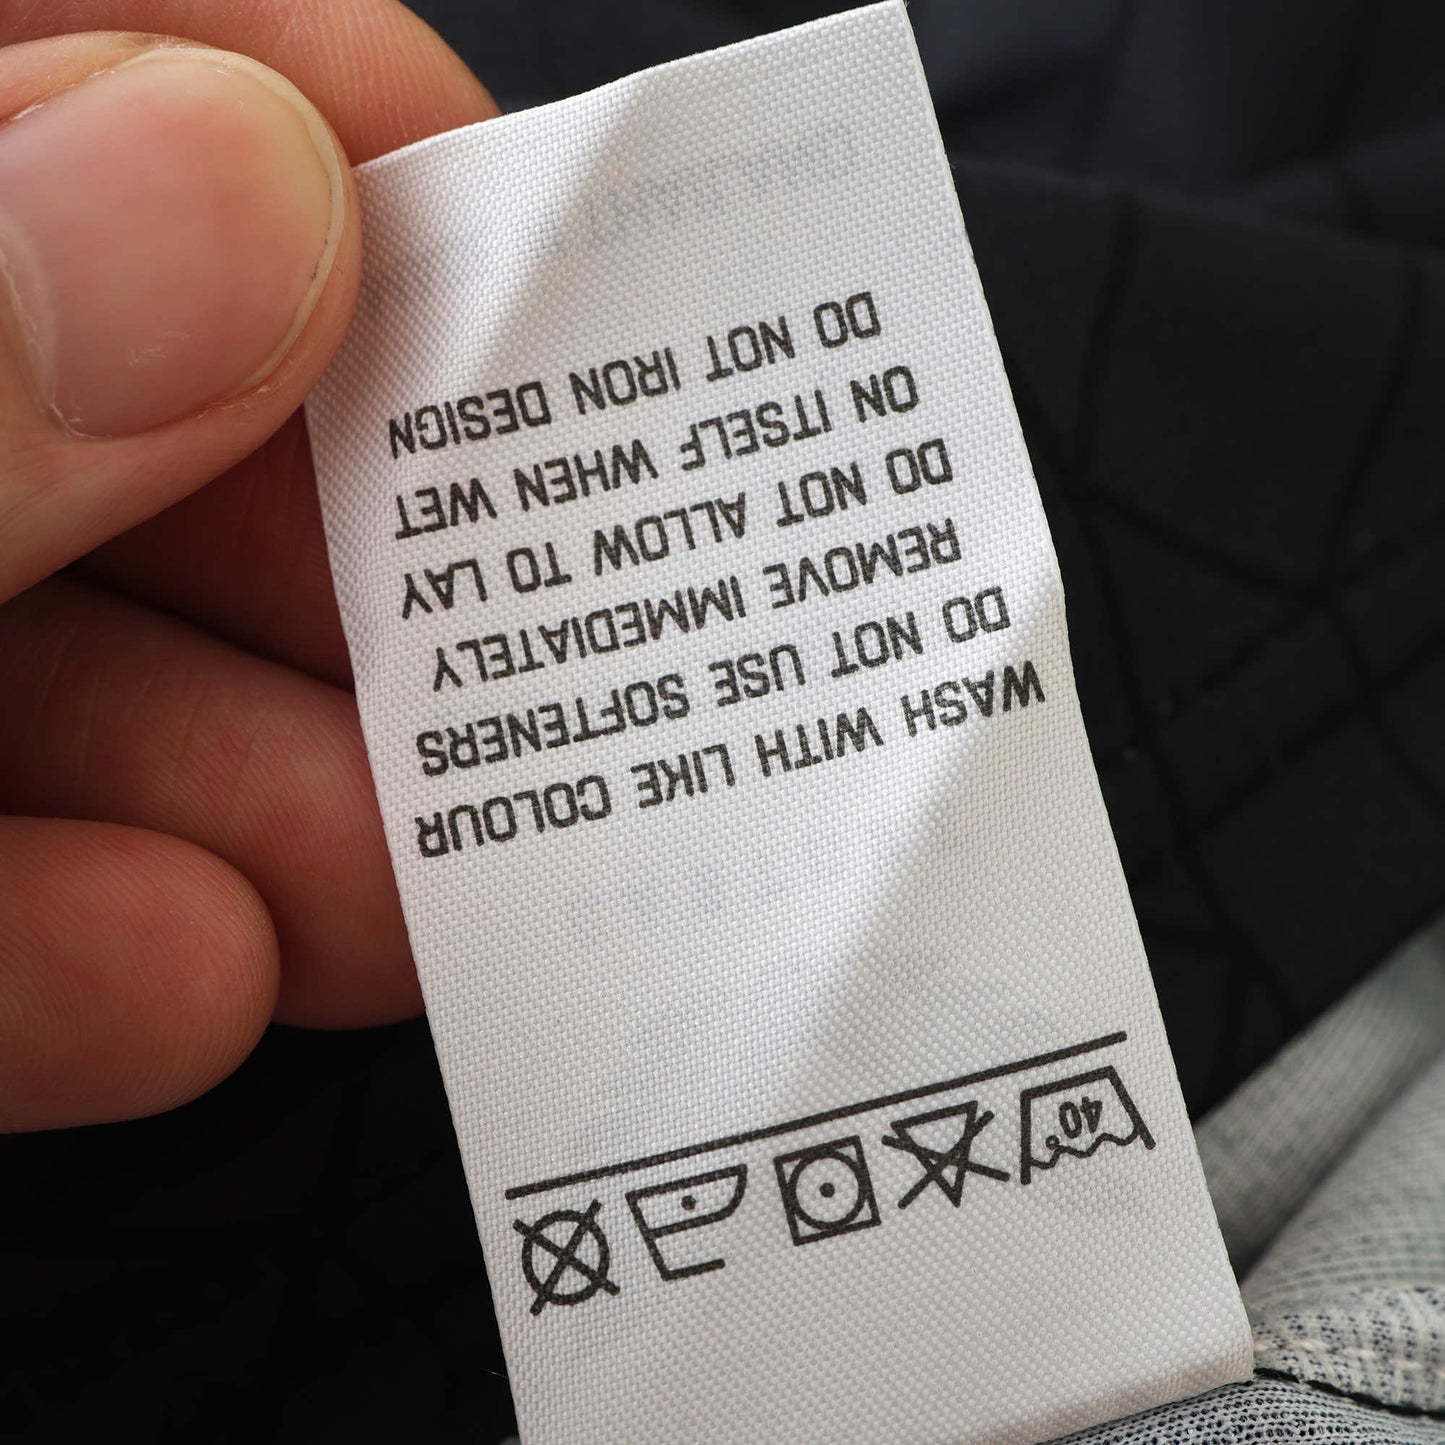 40°
WASH WITH LIKE COLOUR
DO NOT USE SOFTENERS
REMOVE IMMEDIATELY
DO NOT ALLOW TO LAY
ON ITSELF WHEN WET
DO NOT IRON DESIGN